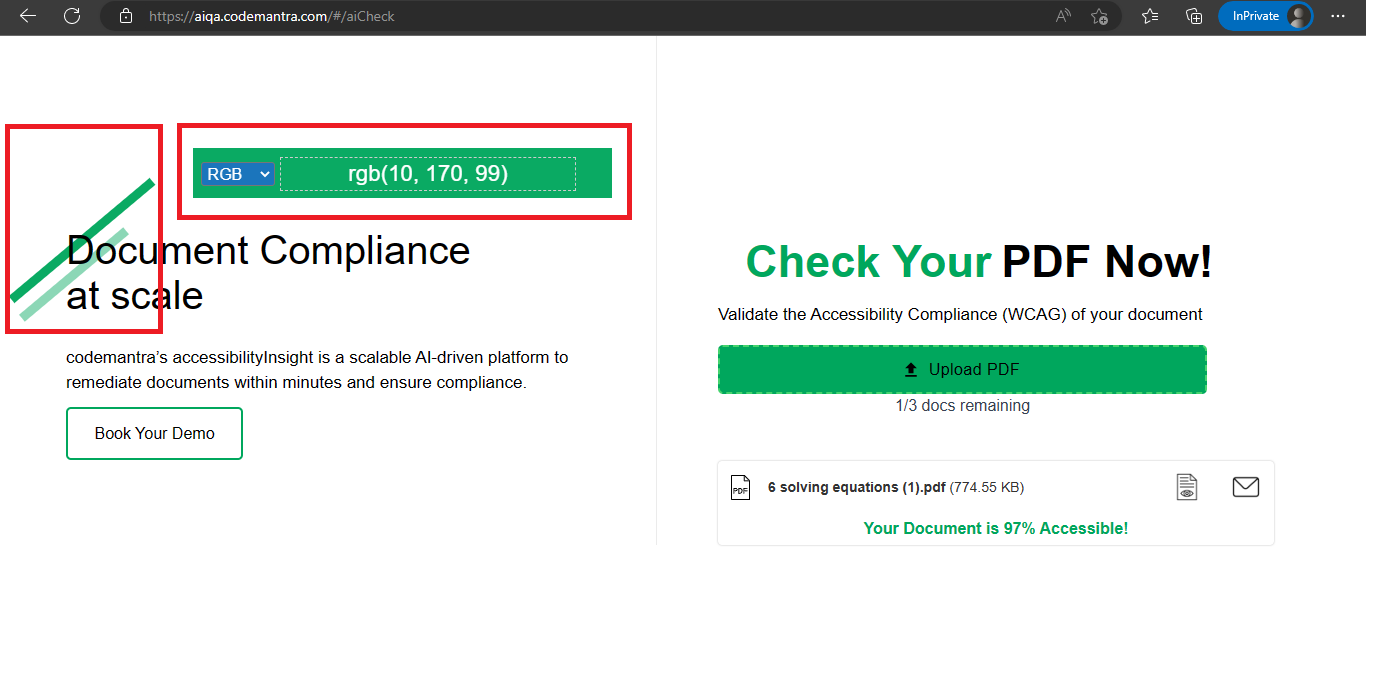 https://aiqa.codemantra.com/#/aiCheck
InPrivate
RGB
rgb(10, 170, 99)
Document Compliance
at scale
codemantra’s accessibilityInsight is a scalable AI-driven platform to
remediate documents within minutes and ensure compliance.
Book Your Demo
Check Your PDF Now!
Validate the Accessibility Compliance (WCAG) of your document
Upload PDF
1/3 docs remaining
PDF
6 solving equations (1).pdf (774.55 KB)
Your Document is 97% Accessible!